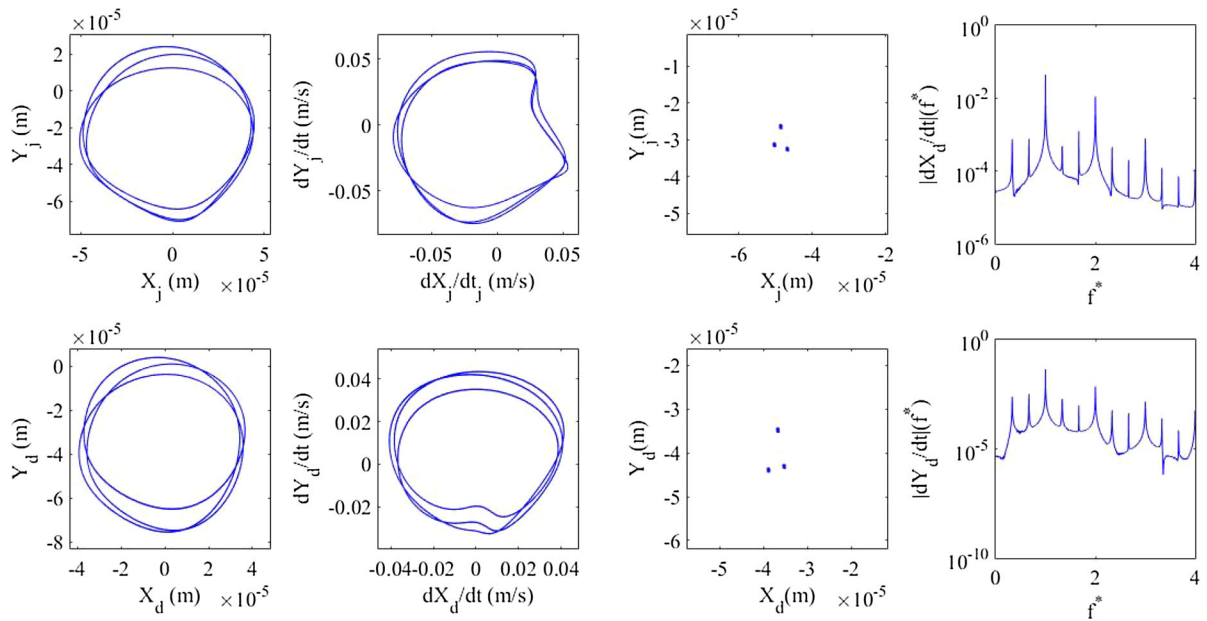 ×10⁻⁵
2
0
-2
-4
-6
Y_j (m)
-5 0 5
X_j (m) ×10⁻⁵
0.05
0
-0.05
dY_j/dt (m/s)
-0.05 0 0.05
dX_j/dt_j (m/s)
×10⁻⁵
-1
-2
-3
-4
-5
Y_j(m)
-6 -4 -2
X_j(m) ×10⁻⁵
10⁰
10⁻²
10⁻⁴
10⁻⁶
|dX_d/dt|(f*)
0 2 4
f*
×10⁻⁵
0
-2
-4
-6
-8
Y_d (m)
-4 -2 0 2 4
X_d (m) ×10⁻⁵
0.04
0.02
0
-0.02
dY_d/dt (m/s)
-0.04 -0.02 0 0.02 0.04
dX_d/dt (m/s)
×10⁻⁵
-2
-3
-4
-5
-6
Y_d(m)
-5 -4 -3 -2
X_d(m) ×10⁻⁵
10⁰
10⁻⁵
10⁻¹⁰
|dY_d/dt|(f*)
0 2 4
f*